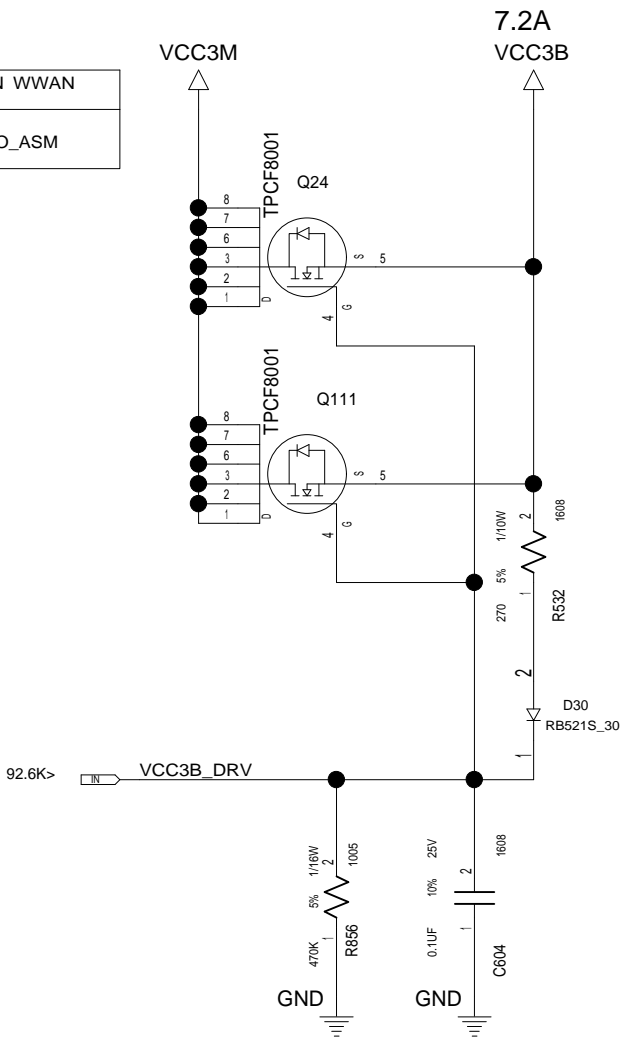 7.2A
VCC3M
VCC3B
N WWAN
O_ASM
TPCF8001
Q24
8
7
6
3
2
1
D
S
5
4
G
TPCF8001
Q111
8
7
6
3
2
1
D
S
5
4
G
1/10W
2
1608
5%
270
1
R532
2
D30
RB521S_30
1
92.6K>
IN
VCC3B_DRV
1/16W
2
1005
5%
470K
1
R856
25V
2
1608
10%
0.1UF
1
C604
GND
GND